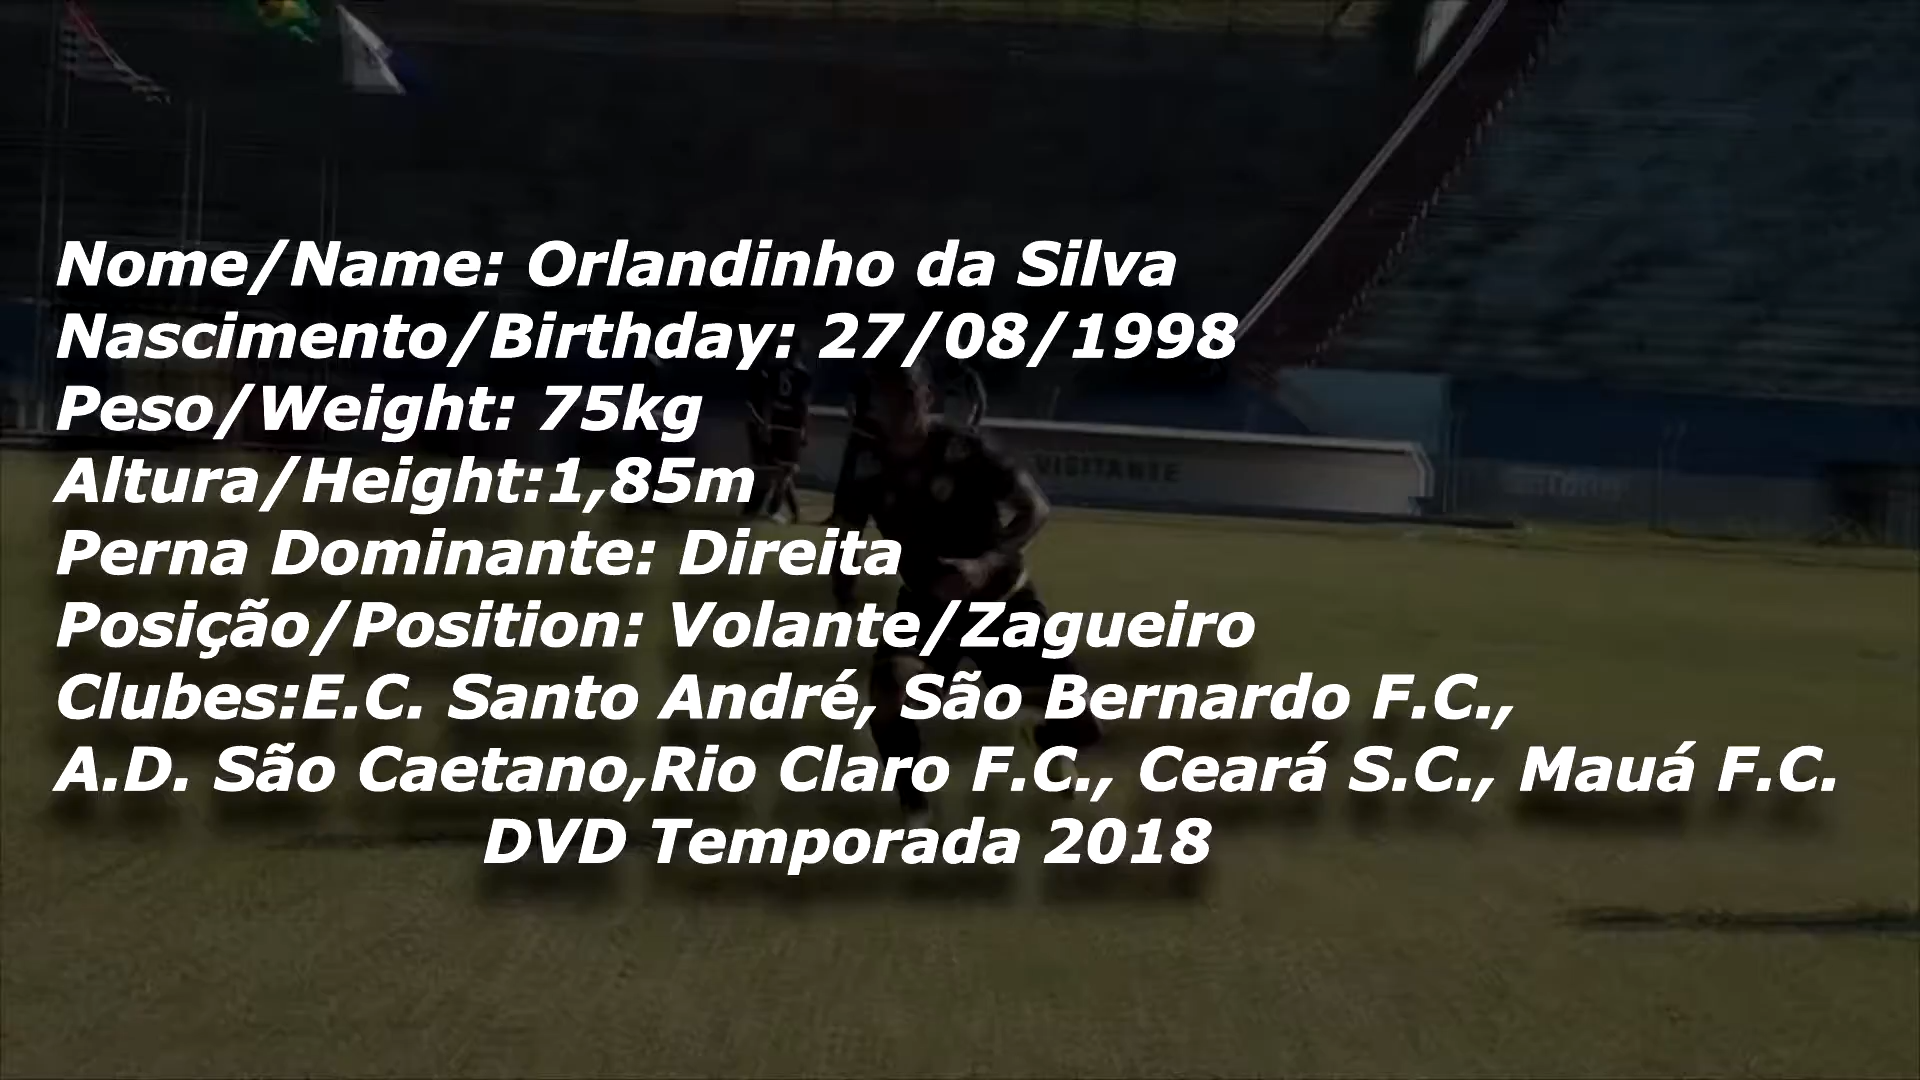 Nome/Name: Orlandinho da Silva
Nascimento/Birthday: 27/08/1998
Peso/Weight: 75kg
Altura/Height:1,85m
Perna Dominante: Direita
Posição/Position: Volante/Zagueiro
Clubes:E.C. Santo André, São Bernardo F.C.,
A.D. São Caetano,Rio Claro F.C., Ceará S.C., Mauá F.C.
DVD Temporada 2018
VISITANTE